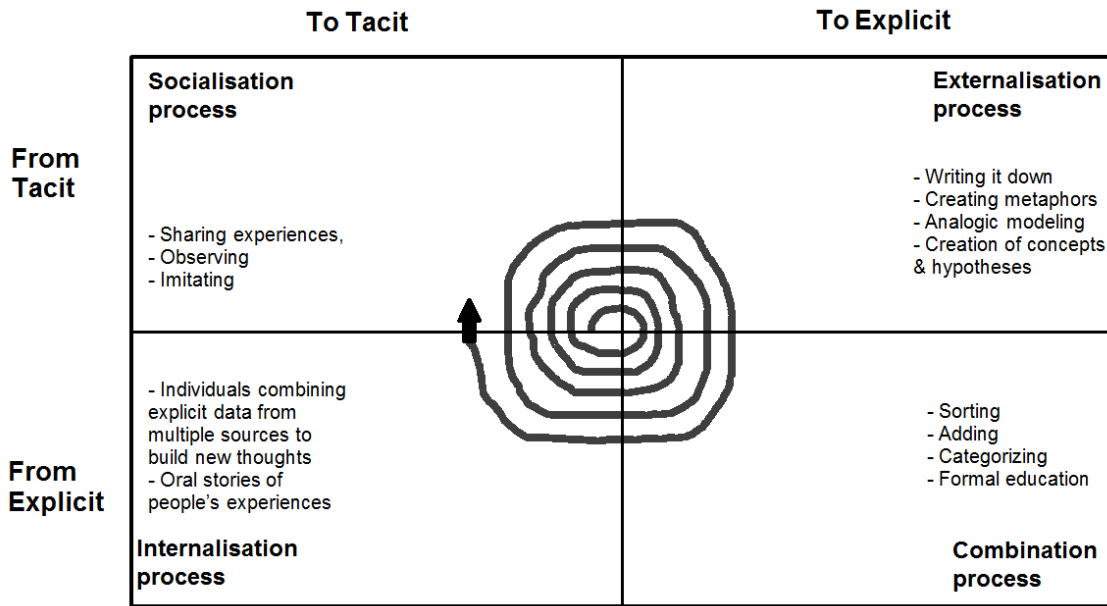 To Tacit
To Explicit
From
Tacit
Socialisation
process
- Sharing experiences,
- Observing
- Imitating
Externalisation
process
- Writing it down
- Creating metaphors
- Analogic modeling
- Creation of concepts
& hypotheses
From
Explicit
- Individuals combining
explicit data from
multiple sources to
build new thoughts
- Oral stories of
people's experiences
Internalisation
process
- Sorting
- Adding
- Categorizing
- Formal education
Combination
process